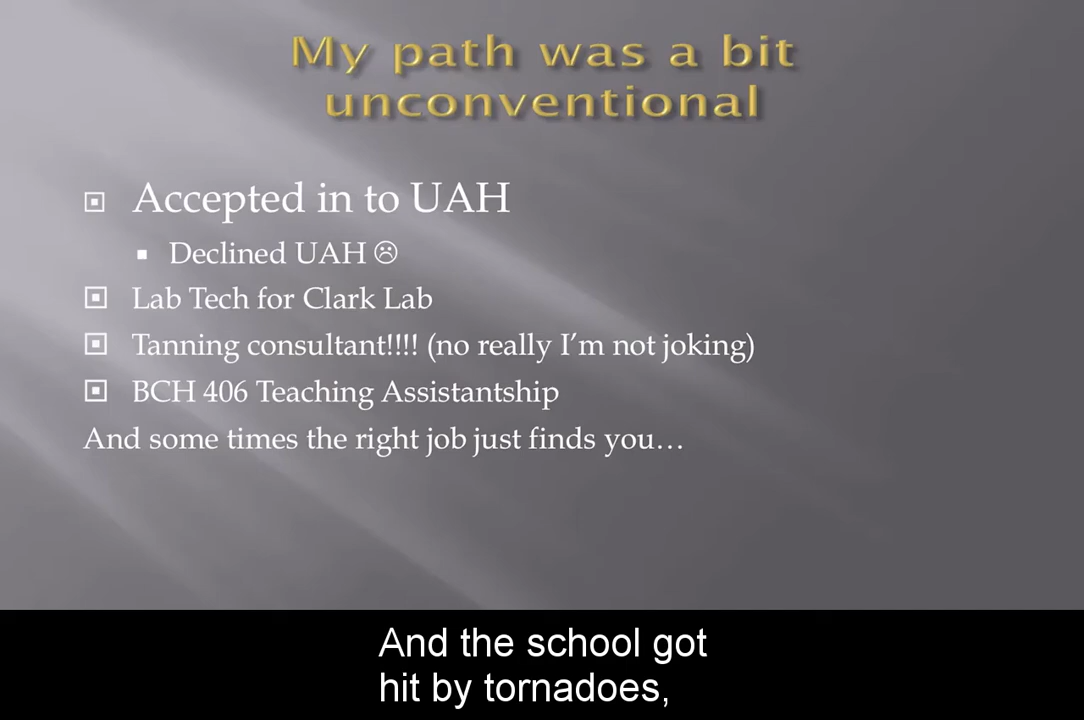 My path was a bit
unconventional
Accepted in to UAH
Declined UAH ☹
Lab Tech for Clark Lab
Tanning consultant!!!! (no really I’m not joking)
BCH 406 Teaching Assistantship
And some times the right job just finds you…
And the school got
hit by tornadoes,